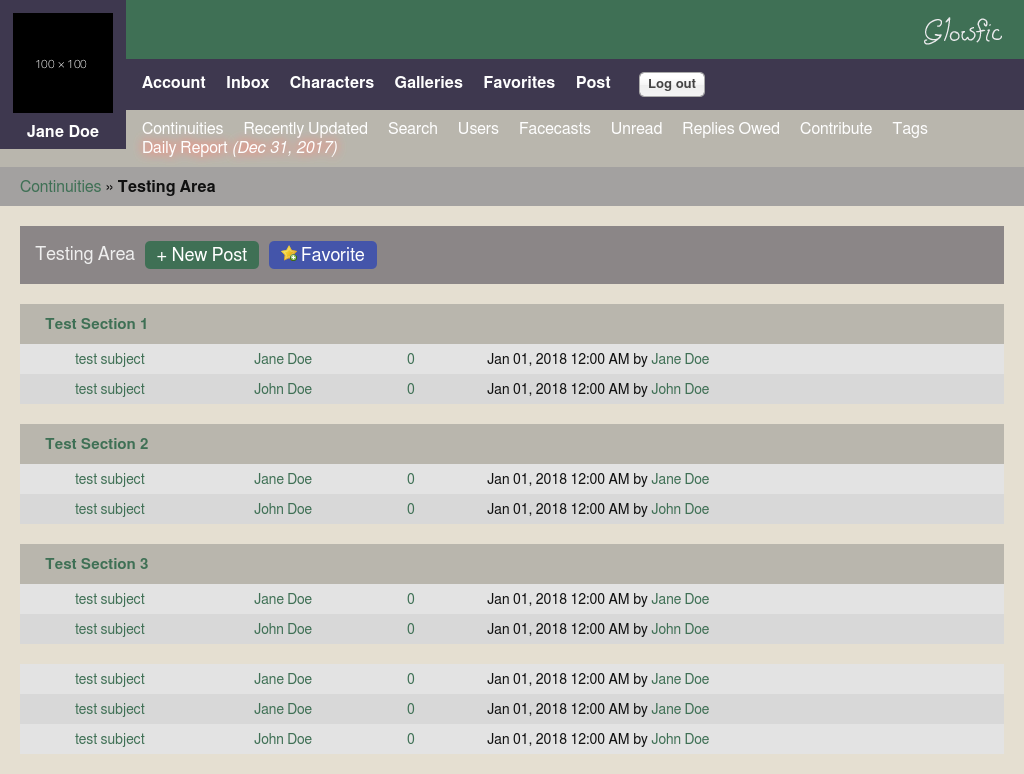 Glowfic
100 × 100
Jane Doe
Account Inbox Characters Galleries Favorites Post Log out
Continuities Recently Updated Search Users Facecasts Unread Replies Owed Contribute Tags
Daily Report (Dec 31, 2017)
Continuities » Testing Area
Testing Area + New Post Favorite
Test Section 1
test subject Jane Doe 0 Jan 01, 2018 12:00 AM by Jane Doe
test subject John Doe 0 Jan 01, 2018 12:00 AM by John Doe
Test Section 2
test subject Jane Doe 0 Jan 01, 2018 12:00 AM by Jane Doe
test subject John Doe 0 Jan 01, 2018 12:00 AM by John Doe
Test Section 3
test subject Jane Doe 0 Jan 01, 2018 12:00 AM by Jane Doe
test subject John Doe 0 Jan 01, 2018 12:00 AM by John Doe
test subject Jane Doe 0 Jan 01, 2018 12:00 AM by Jane Doe
test subject Jane Doe 0 Jan 01, 2018 12:00 AM by John Doe
test subject John Doe 0 Jan 01, 2018 12:00 AM by John Doe